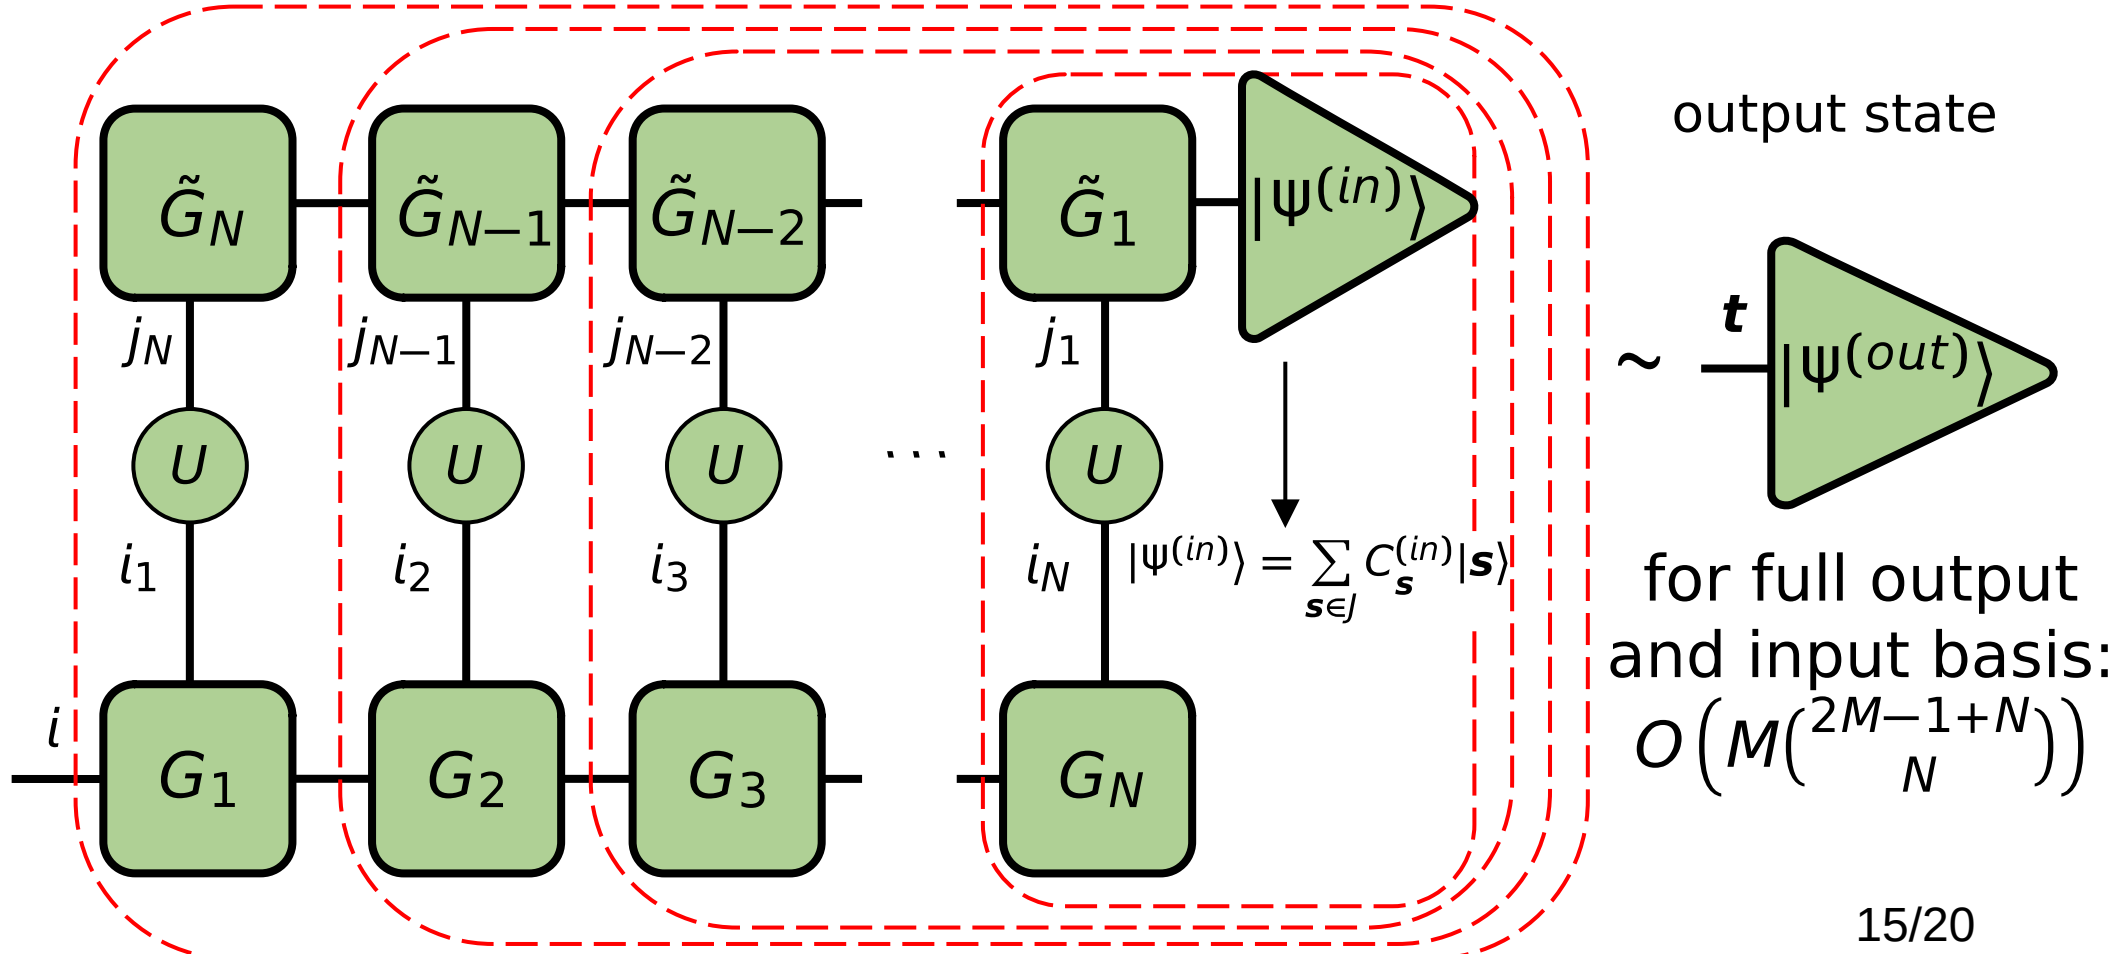 G̃_N G̃_{N−1} G̃_{N−2} G̃_1 |ψ^{(in)}⟩
output state
j_N j_{N−1} j_{N−2} j_1
t
~ |ψ^{(out)}⟩
U U U ... U
i_1 i_2 i_3 i_N
|ψ^{(in)}⟩ = ∑_{s∈J} C_s^{(in)} |s⟩
for full output
and input basis:
O(M(2M−1+N
N))
i
G_1 G_2 G_3 G_N
15/20